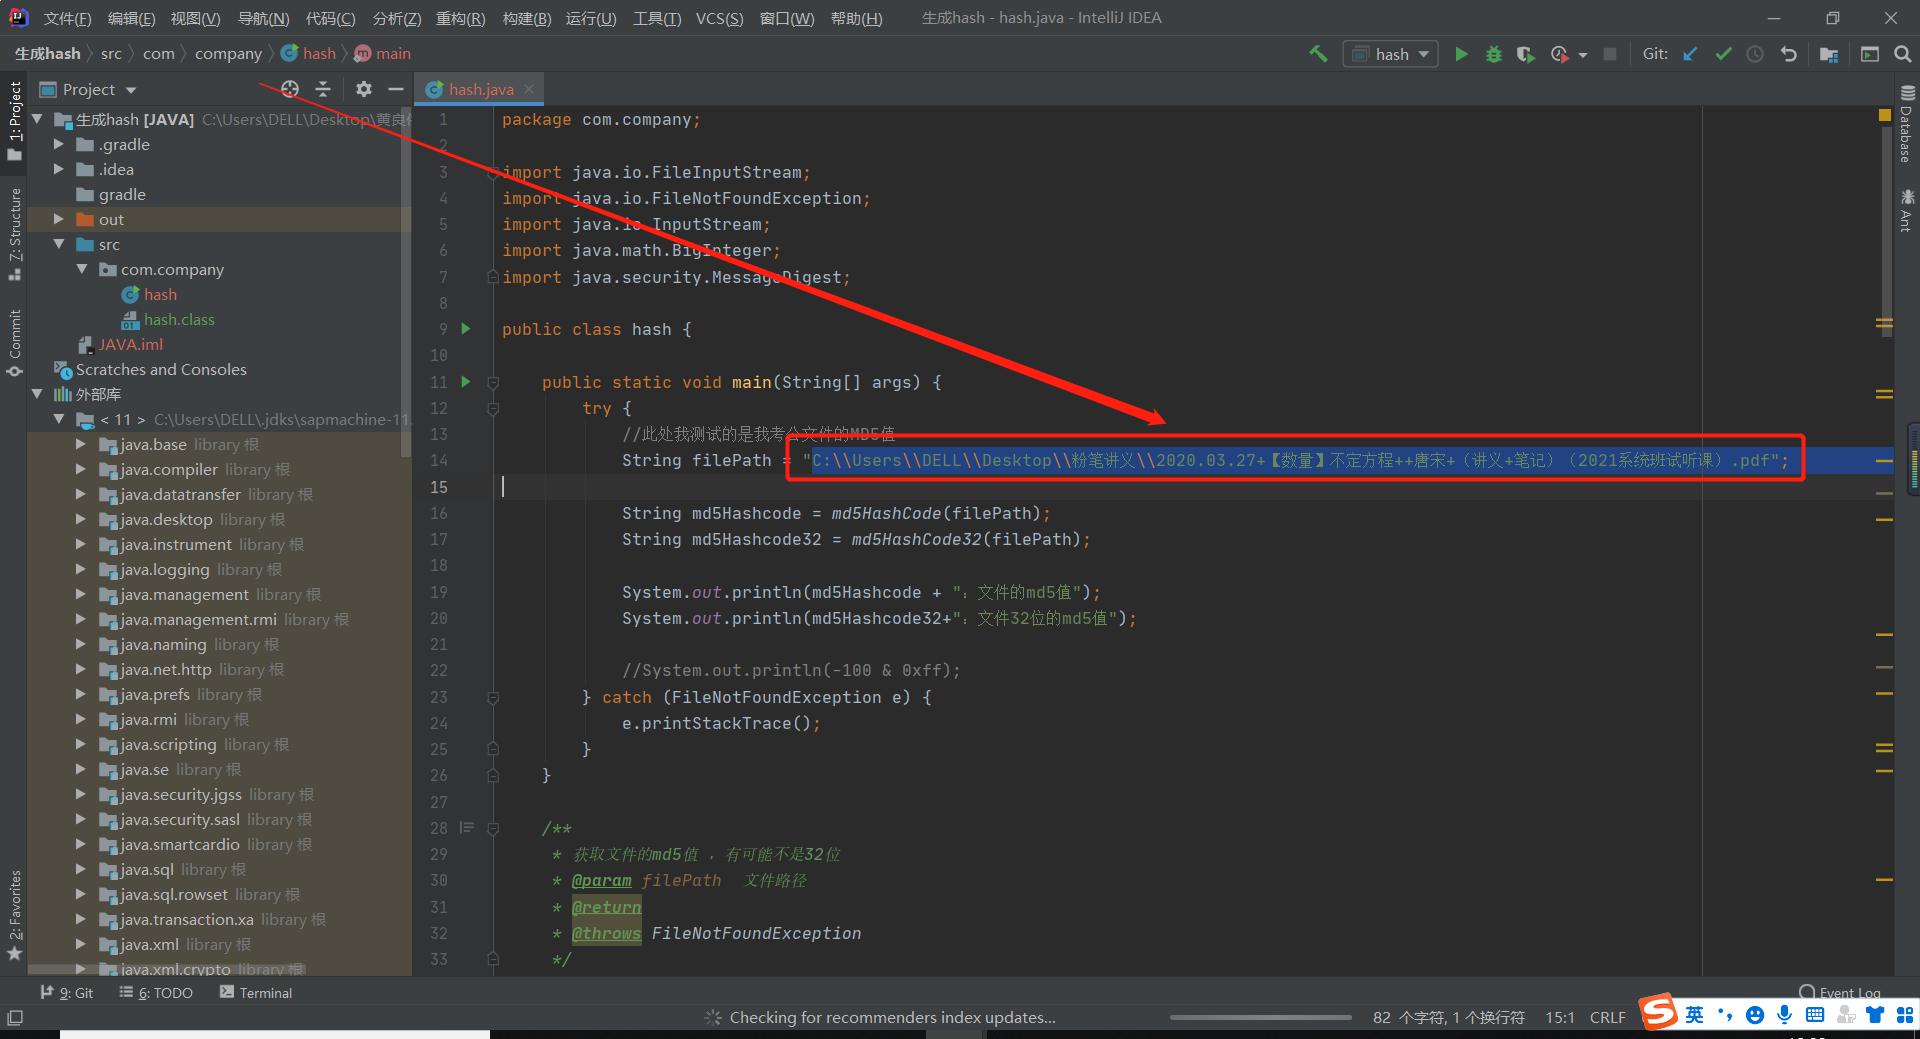 文件(F) 编辑(E) 视图(V) 导航(N) 代码(C) 分析(Z) 重构(R) 构建(B) 运行(U) 工具(T) VCS(S) 窗口(W) 帮助(H) 生成hash - hash.java - IntelliJ IDEA
生成hash src com company hash main hash Git:
Project hash.java
1: Project
7: Structure
Commit
2: Favorites
Database
Ant
生成hash [JAVA] C:\Users\DELL\Desktop\黄良
.gradle
.idea
gradle
out
src
com.company
hash
hash.class
JAVA.iml
Scratches and Consoles
外部库
< 11 > C:\Users\DELL\.jdks\sapmachine-11
java.base library 根
java.compiler library 根
java.datatransfer library 根
java.desktop library 根
java.instrument library 根
java.logging library 根
java.management library 根
java.management.rmi library 根
java.naming library 根
java.net.http library 根
java.prefs library 根
java.rmi library 根
java.scripting library 根
java.se library 根
java.security.jgss library 根
java.security.sasl library 根
java.smartcardio library 根
java.sql library 根
java.sql.rowset library 根
java.transaction.xa library 根
java.xml library 根
java.xml.crypto library 根
1 package com.company;
2
3 import java.io.FileInputStream;
4 import java.io.FileNotFoundException;
5 import java.io.InputStream;
6 import java.math.BigInteger;
7 import java.security.MessageDigest;
8
9 public class hash {
10
11 public static void main(String[] args) {
12 try {
13 //此处我测试的是我考公文件的MD5值
14 String filePath = "C:\\Users\\DELL\\Desktop\\粉笔讲义\\2020.03.27+【数量】不定方程++唐宋+（讲义+笔记）（2021系统班试听课）.pdf";
15
16 String md5Hashcode = md5HashCode(filePath);
17 String md5Hashcode32 = md5HashCode32(filePath);
18
19 System.out.println(md5Hashcode + "：文件的md5值");
20 System.out.println(md5Hashcode32+"：文件32位的md5值");
21
22 //System.out.println(-100 & 0xff);
23 } catch (FileNotFoundException e) {
24 e.printStackTrace();
25 }
26 }
27
28 /**
29 * 获取文件的md5值 ，有可能不是32位
30 * @param filePath 文件路径
31 * @return
32 * @throws FileNotFoundException
33 */
9: Git 6: TODO Terminal Event Log
Checking for recommenders index updates... 82 个字符, 1 个换行符 15:1 CRLF 英